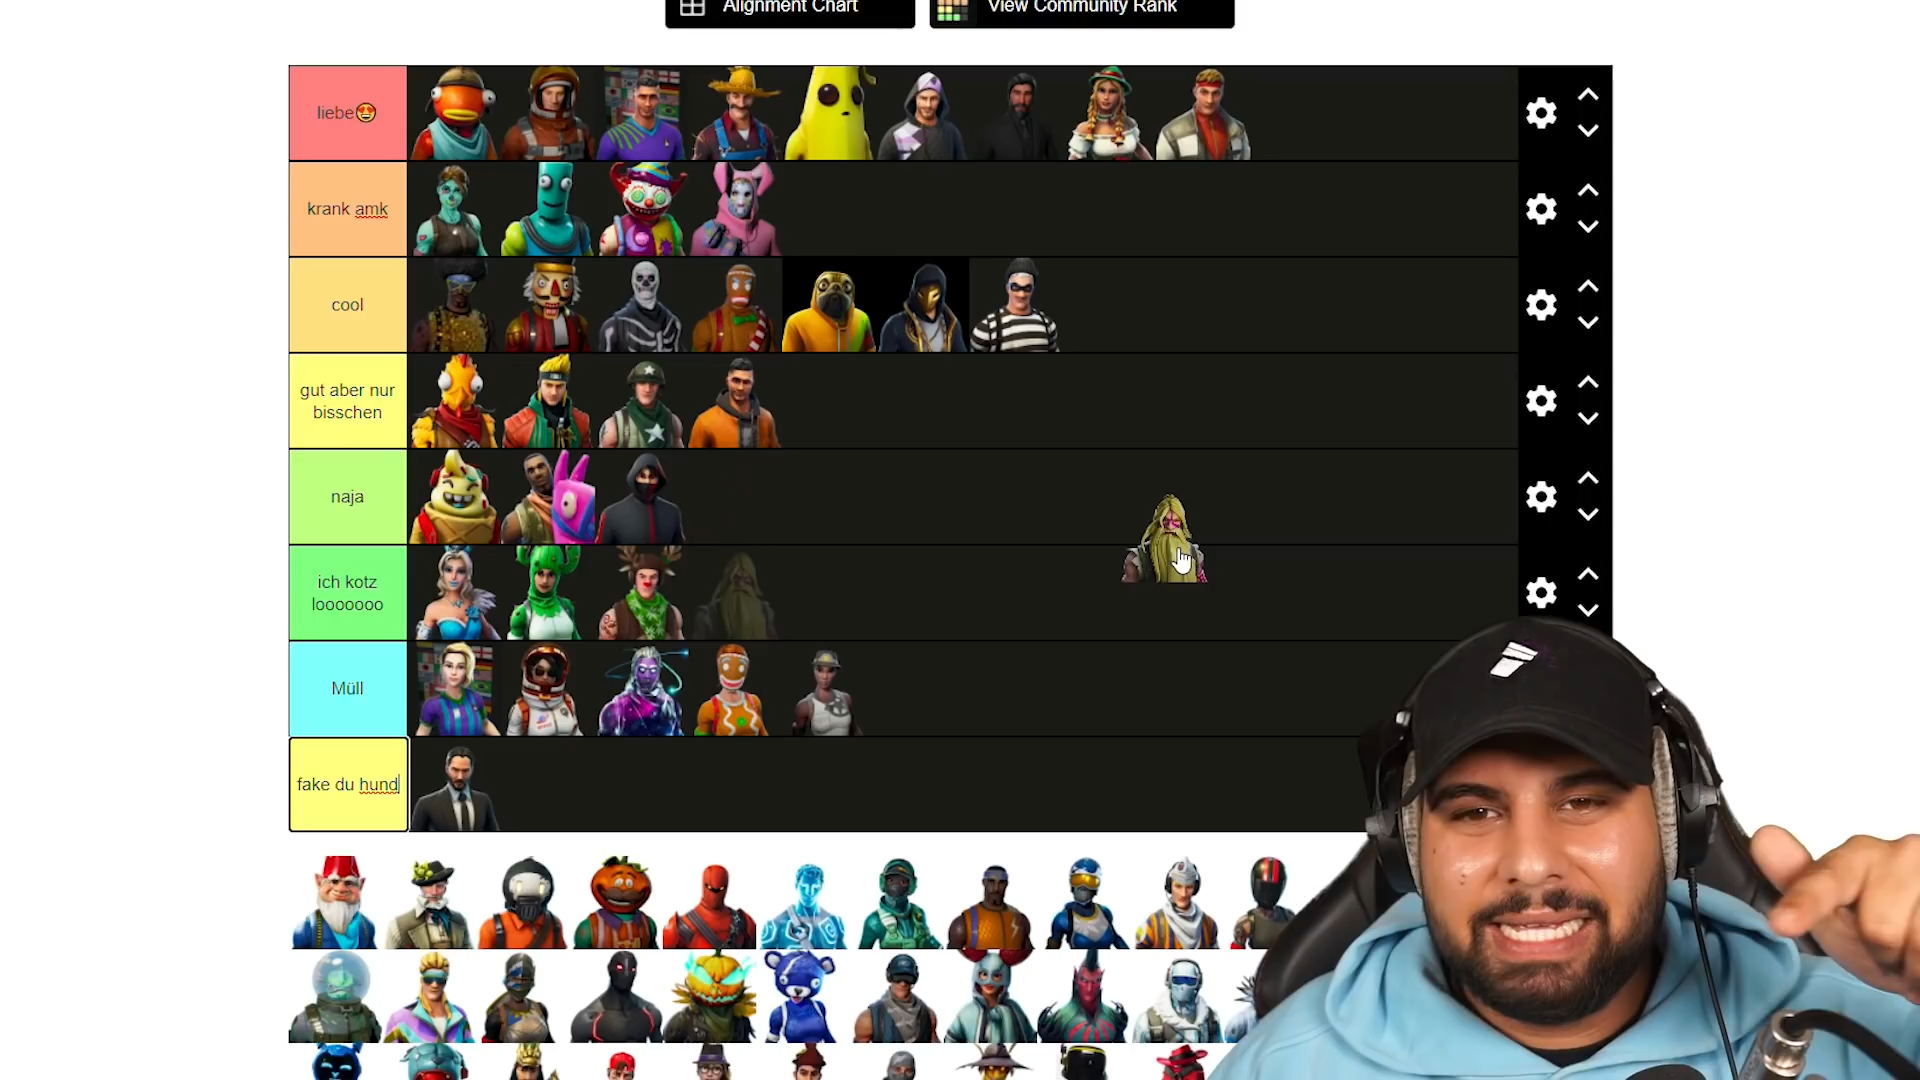 Alignment Chart
View Community Rank
liebe😍
krank amk
cool
gut aber nur
bisschen
naja
ich kotz
looooooo
Müll
fake du hund